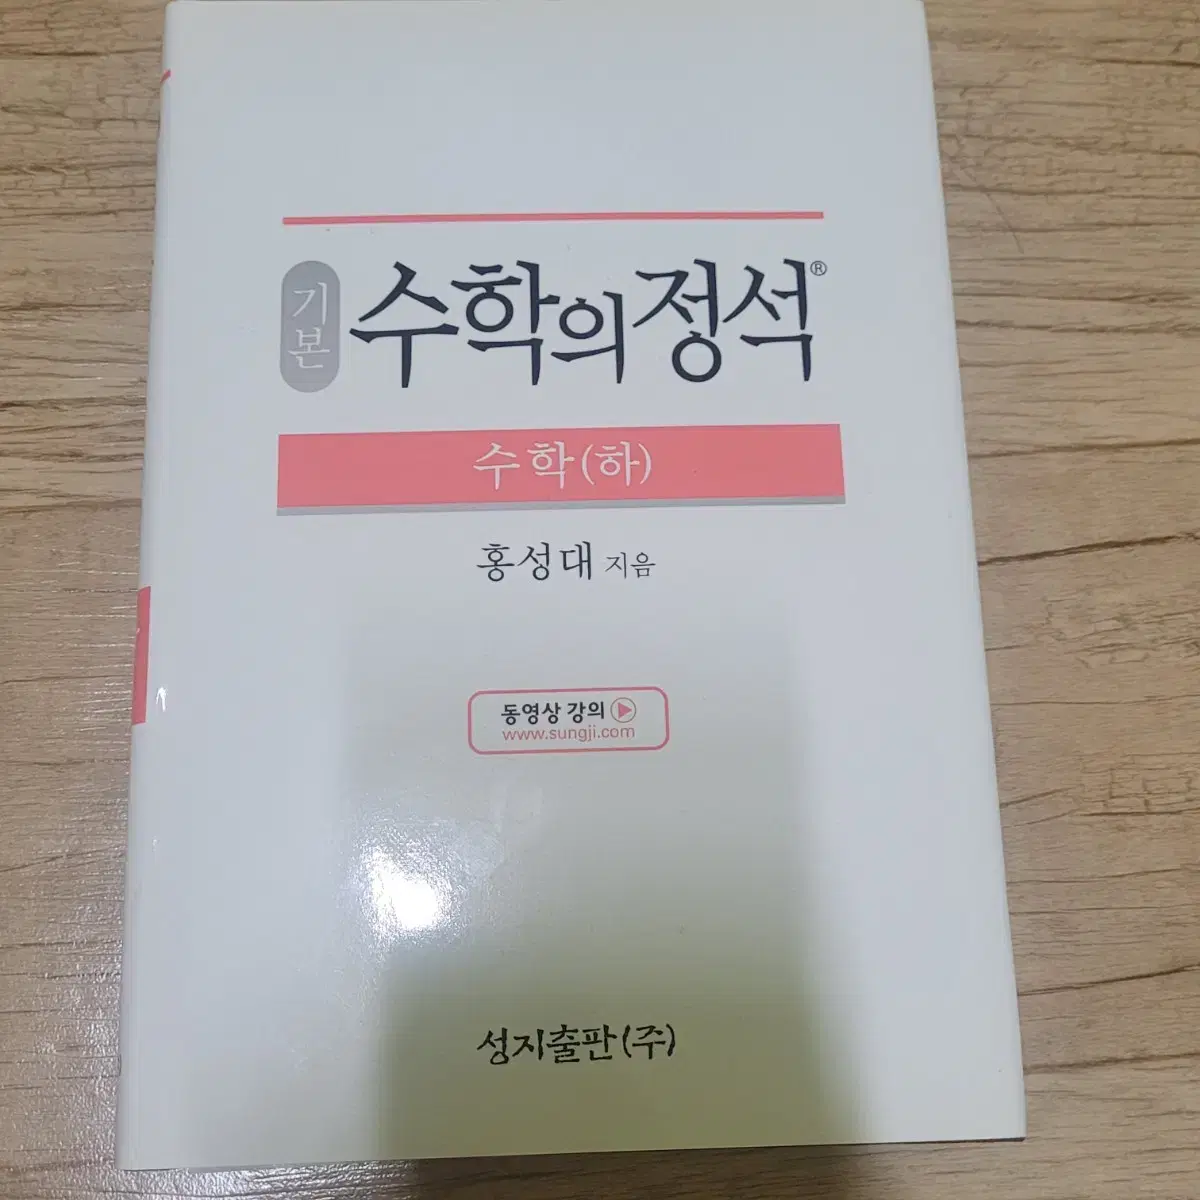 기본 수학의 정석®
수학(하)
홍성대 지음
동영상 강의
www.sungji.com
성지출판(주)